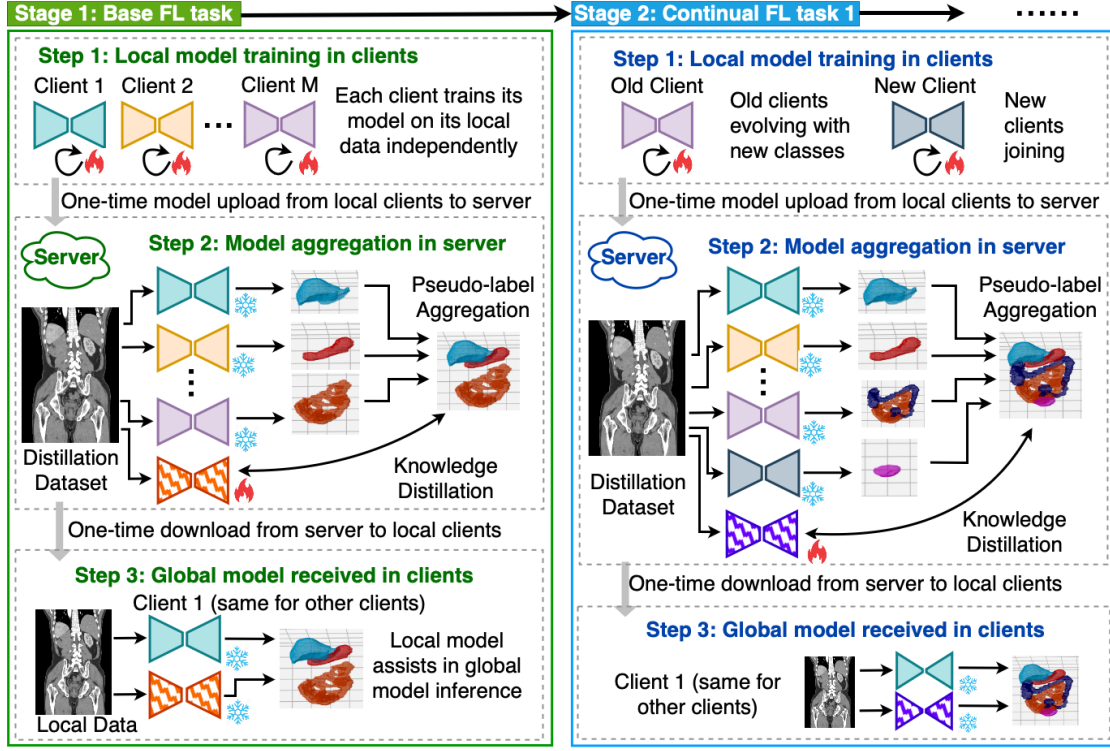 Stage 1: Base FL task
Step 1: Local model training in clients
Client 1
Client 2
Client M
Each client trains its
model on its local
data independently
One-time model upload from local clients to server
Server
Step 2: Model aggregation in server
Pseudo-label
Aggregation
Distillation
Dataset
Knowledge
Distillation
One-time download from server to local clients
Step 3: Global model received in clients
Client 1 (same for other clients)
Local model
assists in global
model inference
Local Data
Stage 2: Continual FL task 1
Step 1: Local model training in clients
Old Client
Old clients
evolving with
new classes
New Client
New
clients
joining
One-time model upload from local clients to server
Server
Step 2: Model aggregation in server
Pseudo-label
Aggregation
Distillation
Dataset
Knowledge
Distillation
One-time download from server to local clients
Step 3: Global model received in clients
Client 1 (same for
other clients)